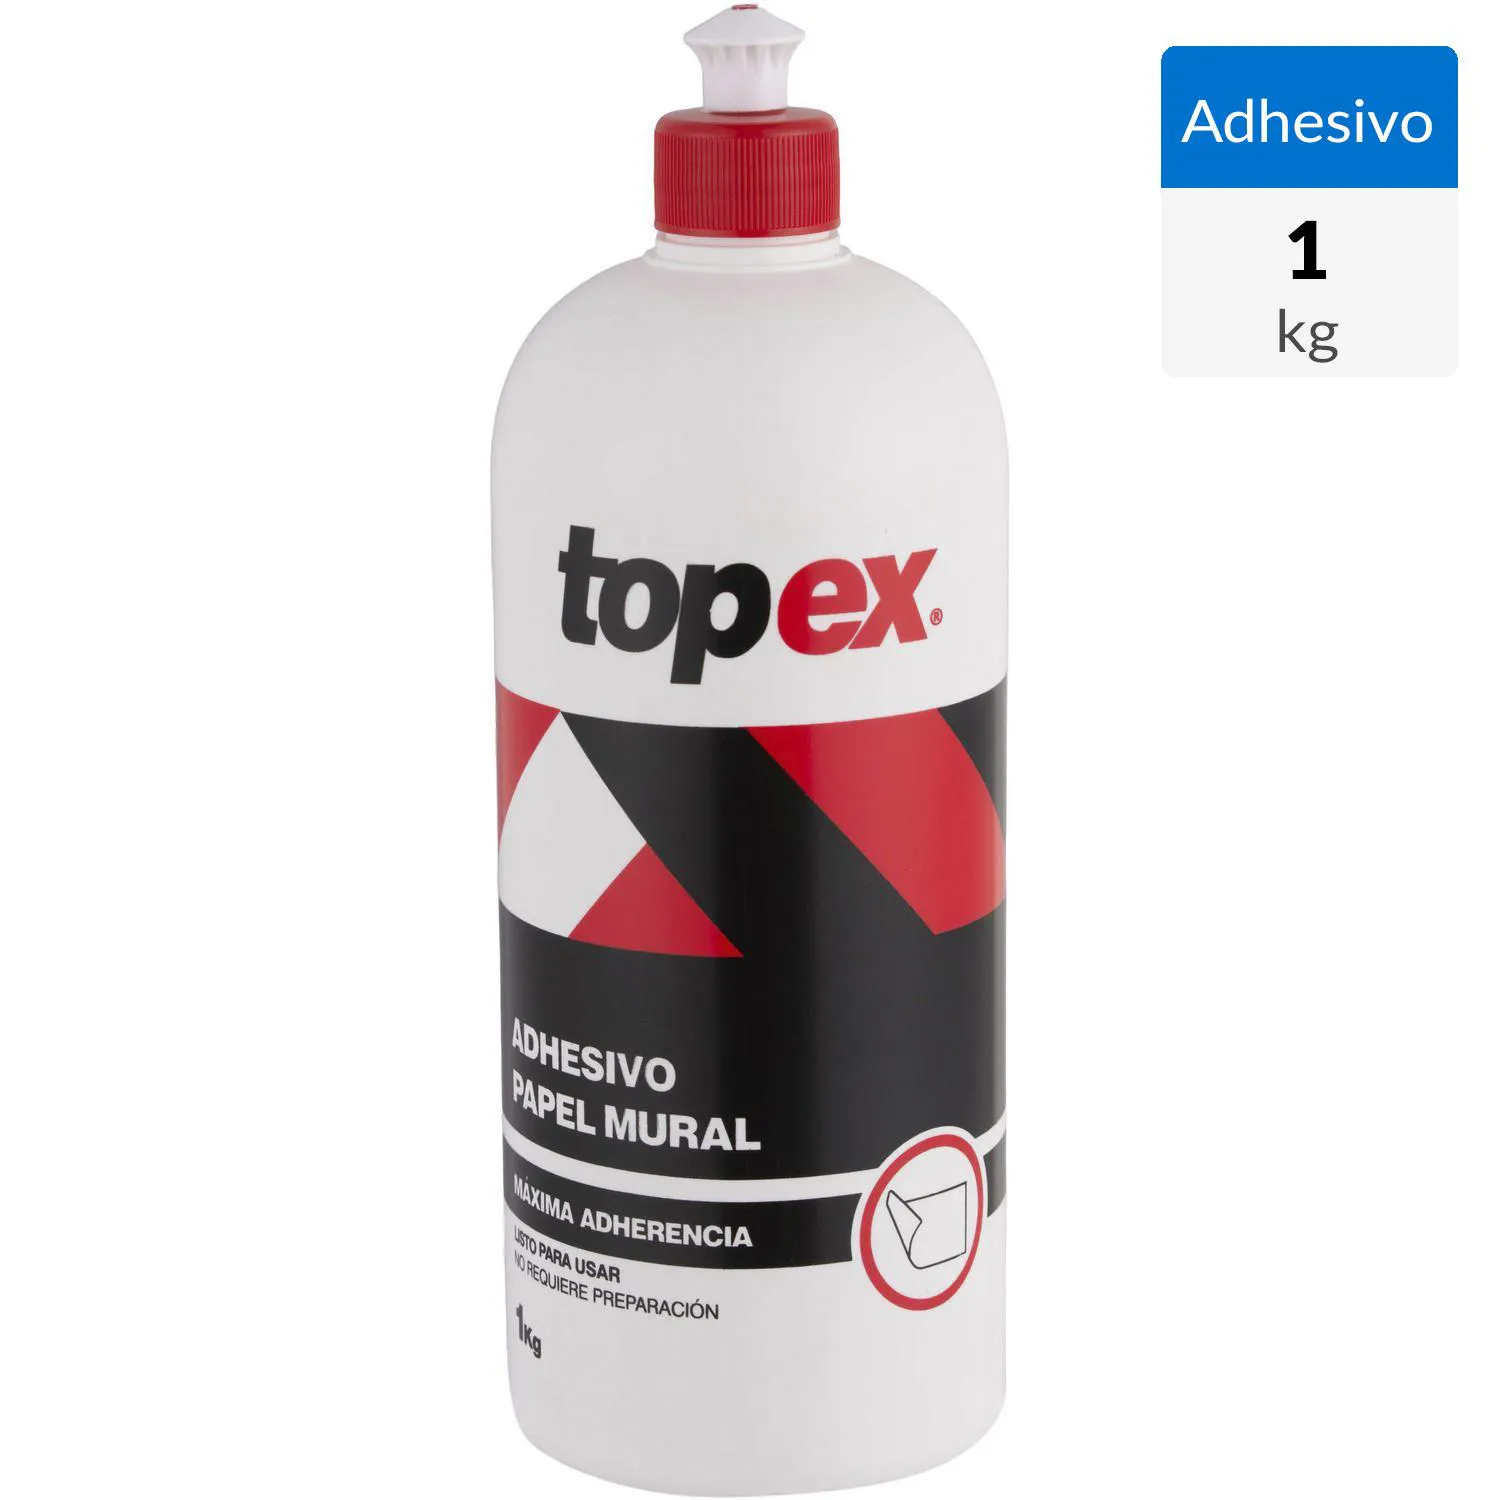 Adhesivo
1
kg
topex®
ADHESIVO
PAPEL MURAL
MÁXIMA ADHERENCIA
LISTO PARA USAR
NO REQUIERE PREPARACIÓN
1Kg